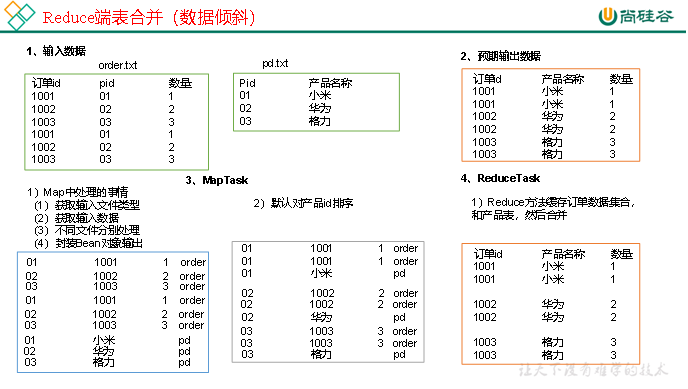 Reduce端表合并（数据倾斜）
尚硅谷
1、输入数据
order.txt
订单id pid 数量
1001 01 1
1002 02 2
1003 03 3
1001 01 1
1002 02 2
1003 03 3
pd.txt
Pid 产品名称
01 小米
02 华为
03 格力
2、预期输出数据
订单id 产品名称 数量
1001 小米 1
1001 小米 1
1002 华为 2
1002 华为 2
1003 格力 3
1003 格力 3
3、MapTask
1）Map中处理的事情
(1) 获取输入文件类型
(2) 获取输入数据
(3) 不同文件分别处理
(4) 封装Bean对象输出
01 1001 1 order
02 1002 2 order
03 1003 3 order
01 1001 1 order
02 1002 2 order
03 1003 3 order
01 小米 pd
02 华为 pd
03 格力 pd
2）默认对产品id排序
01 1001 1 order
01 1001 1 order
01 小米 pd
02 1002 2 order
02 1002 2 order
02 华为 pd
03 1003 3 order
03 1003 3 order
03 格力 pd
4、ReduceTask
1）Reduce方法缓存订单数据集合，
和产品表，然后合并
订单id 产品名称 数量
1001 小米 1
1001 小米 1
1002 华为 2
1002 华为 2
1003 格力 3
1003 格力 3
让天下没有难学的技术